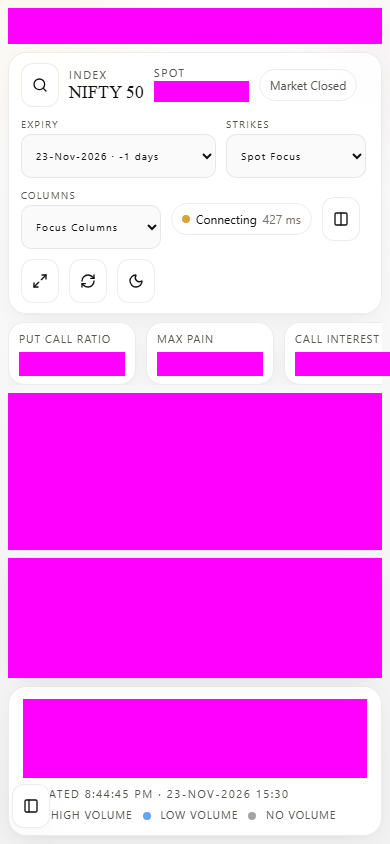 INDEX
NIFTY 50
SPOT
Market Closed
EXPIRY
23-Nov-2026 · -1 days
STRIKES
Spot Focus
COLUMNS
Focus Columns
Connecting 427 ms
PUT CALL RATIO
MAX PAIN
CALL INTEREST
8:44:45 PM · 23-NOV-2026 15:30
HIGH VOLUME LOW VOLUME NO VOLUME